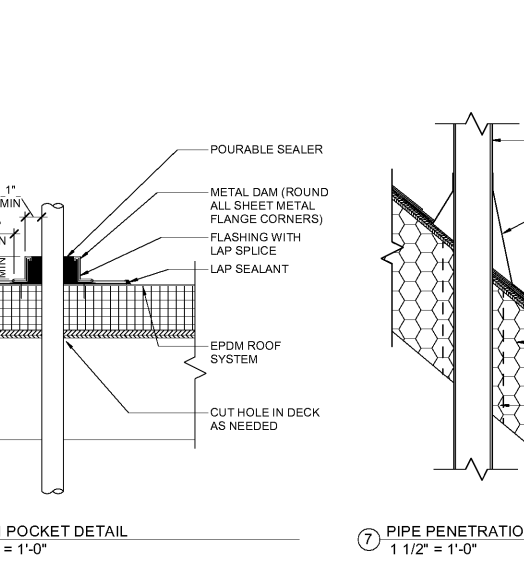 POURABLE SEALER
1"
MIN
METAL DAM (ROUND
ALL SHEET METAL
FLANGE CORNERS)
FLASHING WITH
LAP SPLICE
MIN
LAP SEALANT
EPDM ROOF
SYSTEM
CUT HOLE IN DECK
AS NEEDED
POCKET DETAIL
= 1'-0"
7 PIPE PENETRATIO
1 1/2" = 1'-0"